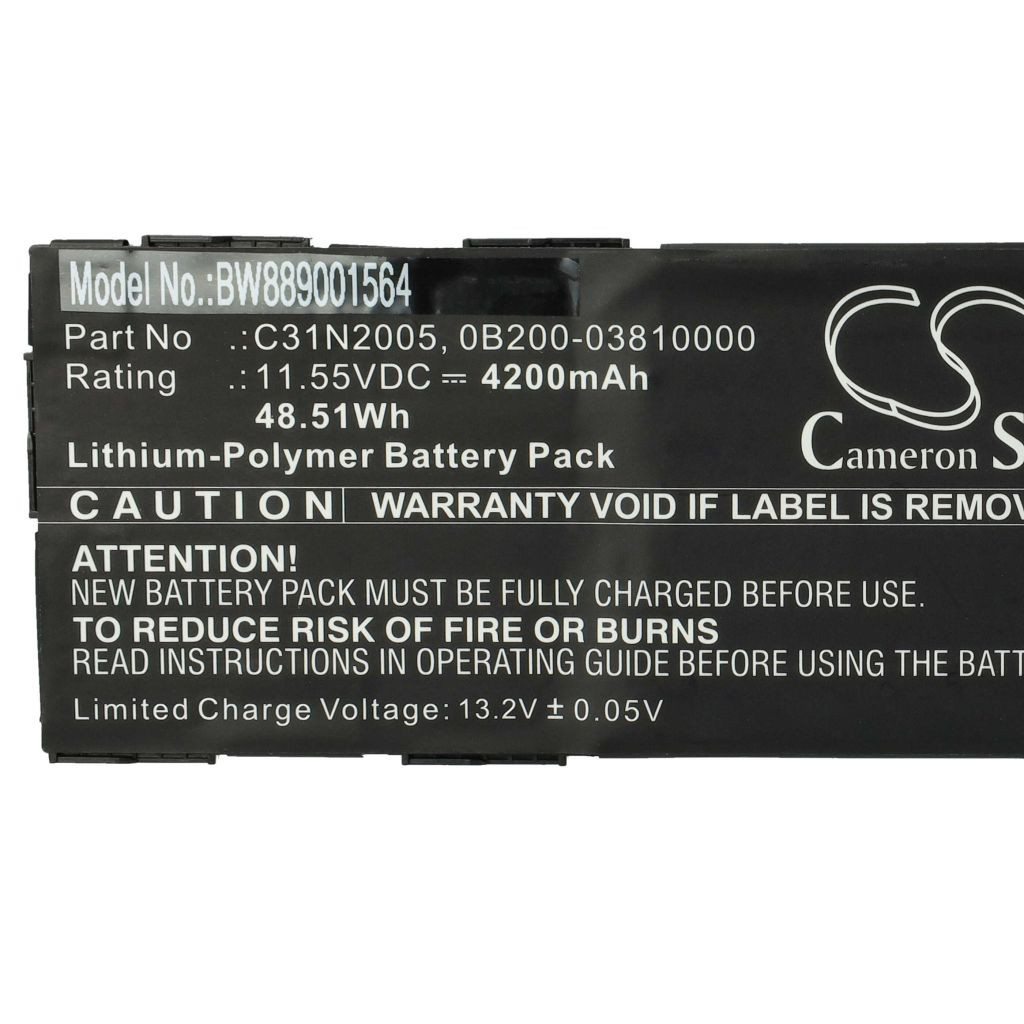 Model No.:BW889001564
Part No .:C31N2005, 0B200-03810000
Rating .:11.55VDC ⎓ 4200mAh
48.51Wh
Lithium-Polymer Battery Pack
CS
Cameron S
CAUTION WARRANTY VOID IF LABEL IS REMOV
ATTENTION!
NEW BATTERY PACK MUST BE FULLY CHARGED BEFORE USE.
TO REDUCE RISK OF FIRE OR BURNS
READ INSTRUCTIONS IN OPERATING GUIDE BEFORE USING THE BATT
Limited Charge Voltage: 13.2V ± 0.05V